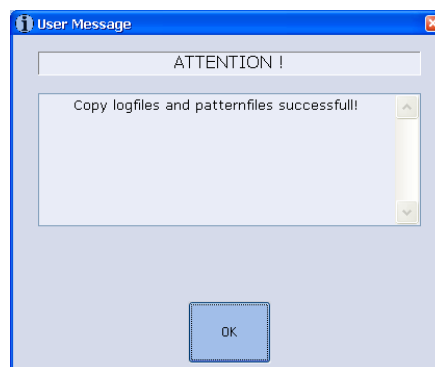 User Message
ATTENTION !
Copy logfiles and patternfiles successfull!
OK